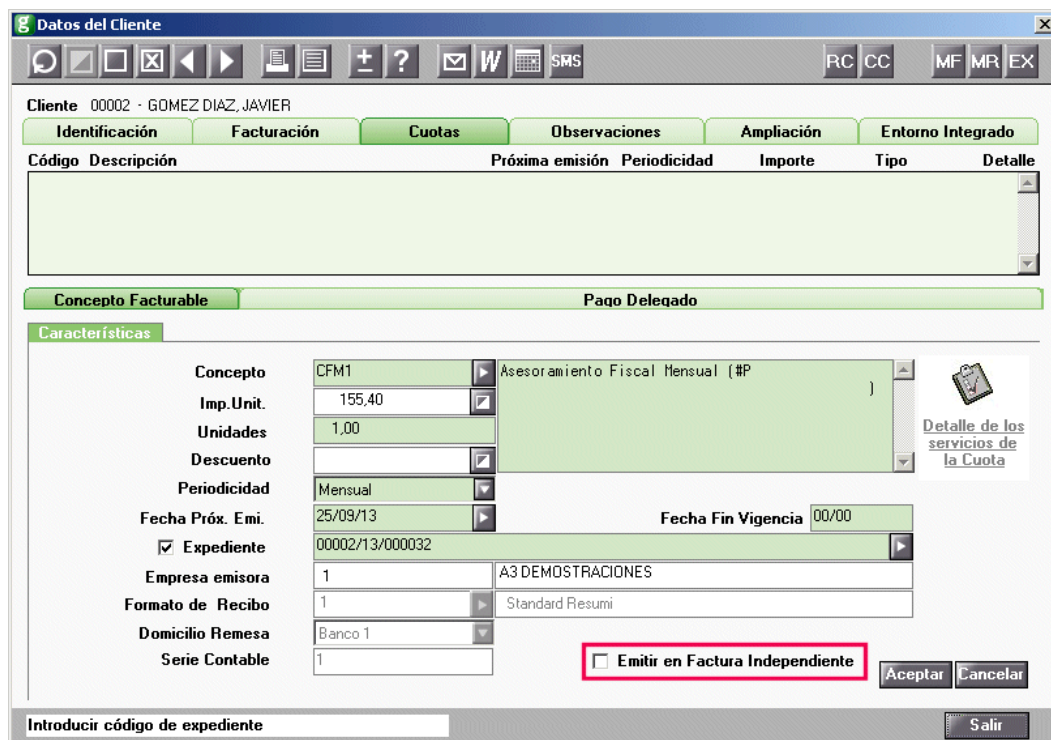 Datos del Cliente
SMS RC CC MF MR EX
Cliente 00002 - GOMEZ DIAZ, JAVIER
Identificación Facturación Cuotas Observaciones Ampliación Entorno Integrado
Código Descripción Próxima emisión Periodicidad Importe Tipo Detalle
Concepto Facturable Pago Delegado
Características
Concepto CFM1 Asesoramiento Fiscal Mensual (#P
)
Imp.Unit. 155,40
Unidades 1,00
Detalle de los
servicios de
la Cuota
Descuento
Periodicidad Mensual
Fecha Próx. Emi. 25/09/13 Fecha Fin Vigencia 00/00
Expediente 00002/13/000032
Empresa emisora 1 A3 DEMOSTRACIONES
Formato de Recibo 1 Standard Resumi
Domicilio Remesa Banco 1
Serie Contable 1 Emitir en Factura Independiente
Aceptar Cancelar
Introducir código de expediente Salir